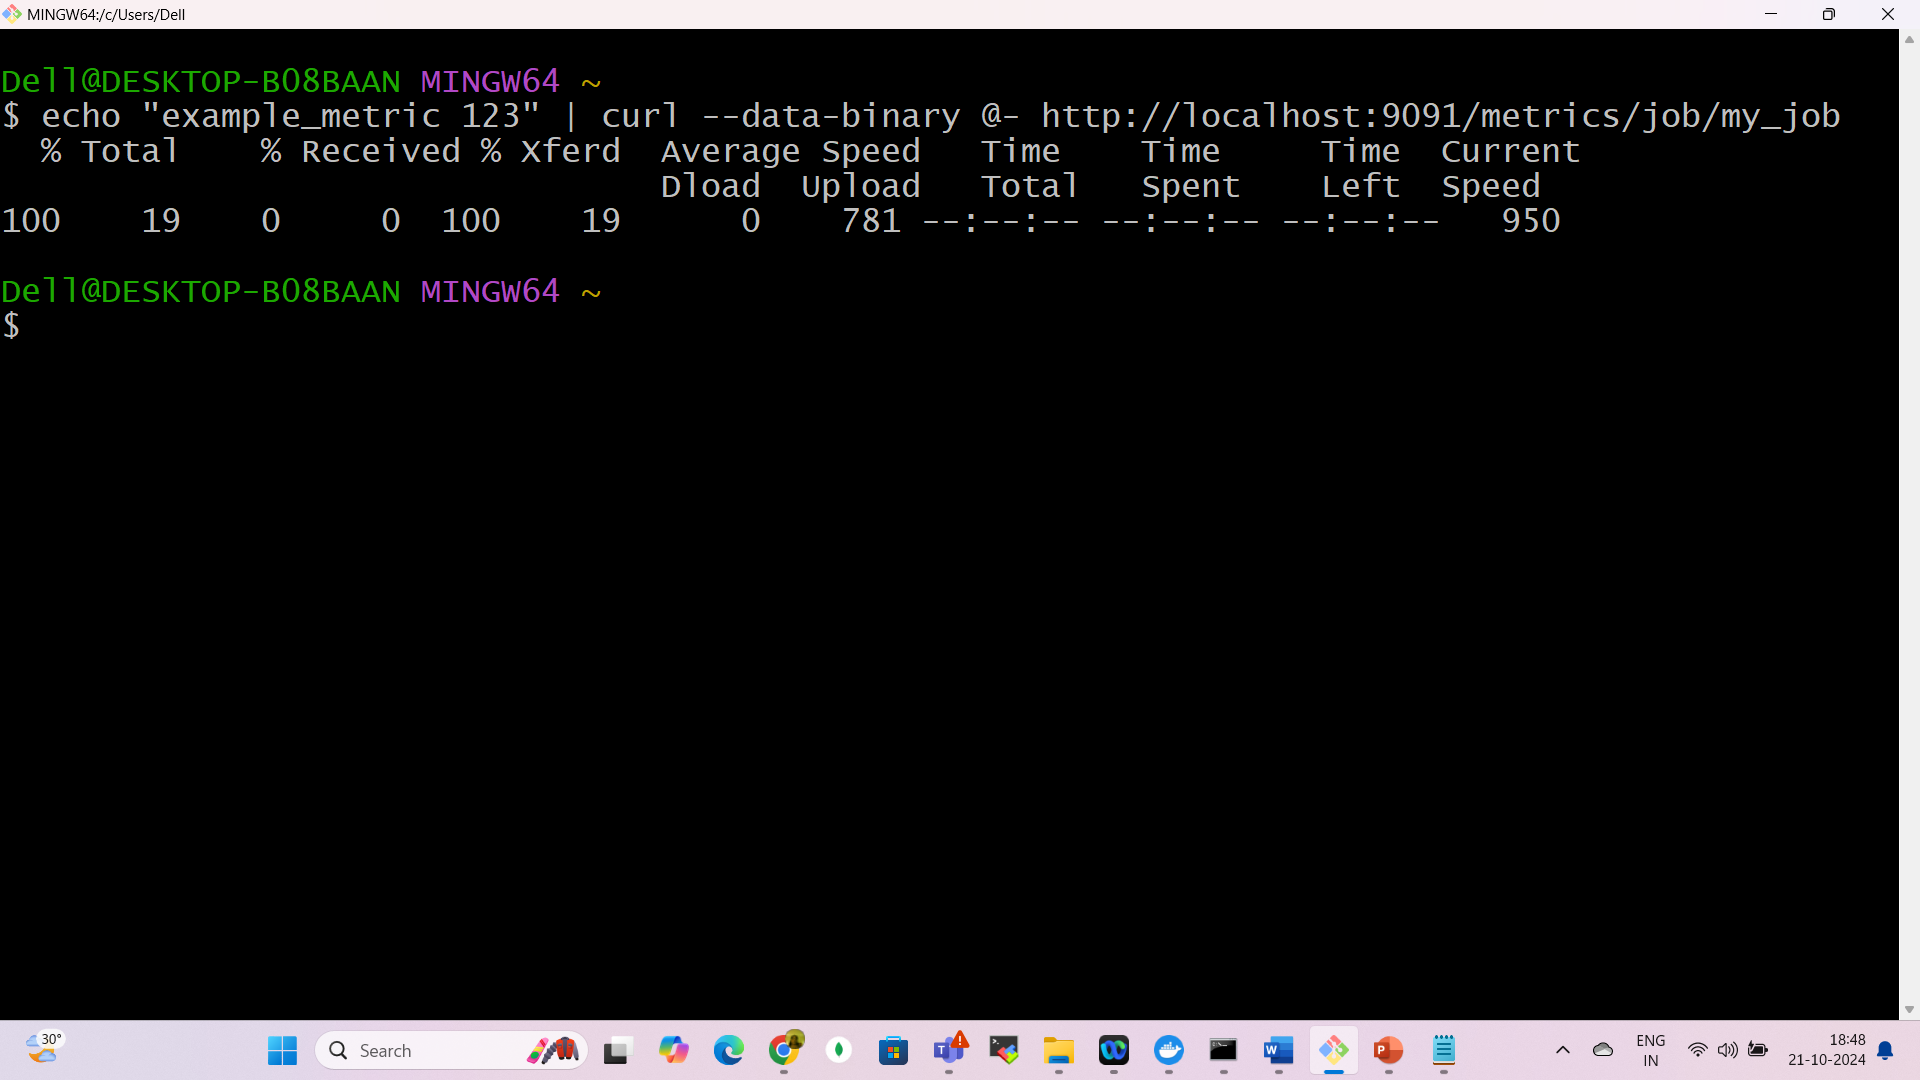 MINGW64:/c/Users/Dell
Dell@DESKTOP-B08BAAN MINGW64 ~
$ echo "example_metric 123" | curl --data-binary @- http://localhost:9091/metrics/job/my_job
% Total % Received % Xferd Average Speed Time Time Time Current
Dload Upload Total Spent Left Speed
100 19 0 0 100 19 0 781 --:--:-- --:--:-- --:--:-- 950
Dell@DESKTOP-B08BAAN MINGW64 ~
$
30°
Search
ENG
IN
18:48
21-10-2024